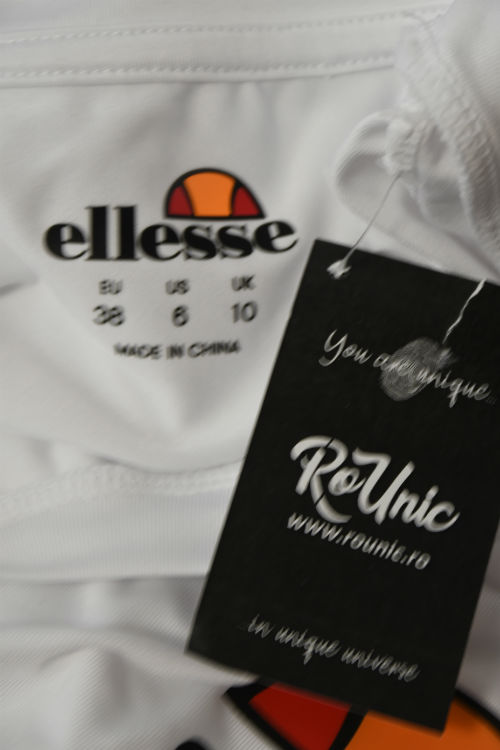 ellesse
EU US UK
38 6 10
MADE IN CHINA
You are unique...
RoUnic
www.rounic.ro
...in unique universe